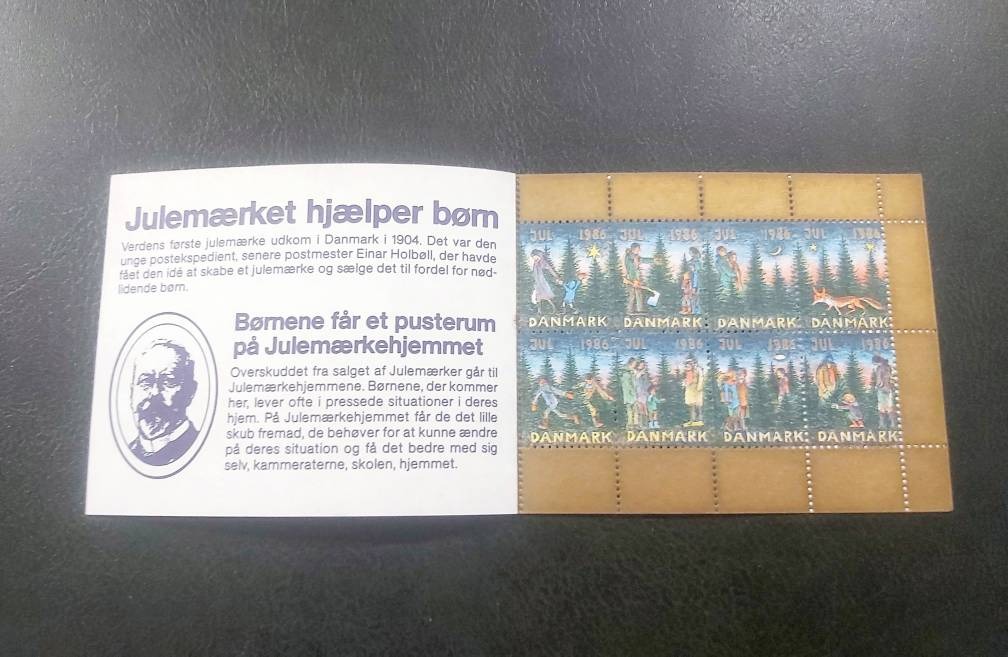 Julemærket hjælper børn
Verdens første julemærke udkom i Danmark i 1904. Det var den
unge postekspedient, senere postmester Einar Holbøll, der havde
fået den idé at skabe et julemærke og sælge det til fordel for nød-
lidende børn.
Børnene får et pusterum
på Julemærkehjemmet
Overskuddet fra salget af Julemærker går til
Julemærkehjemmene. Børnene, der kommer
her, lever ofte i pressede situationer i deres
hjem. På Julemærkehjemmet får de det lille
skub fremad, de behøver for at kunne ændre
på deres situation og få det bedre med sig
selv, kammeraterne, skolen, hjemmet.
JUL 1986 JUL 1986 JUL 1986 JUL 1986
DANMARK DANMARK DANMARK DANMARK
JUL 1986 JUL 1986 JUL 1986 JUL 1986
DANMARK DANMARK DANMARK DANMARK